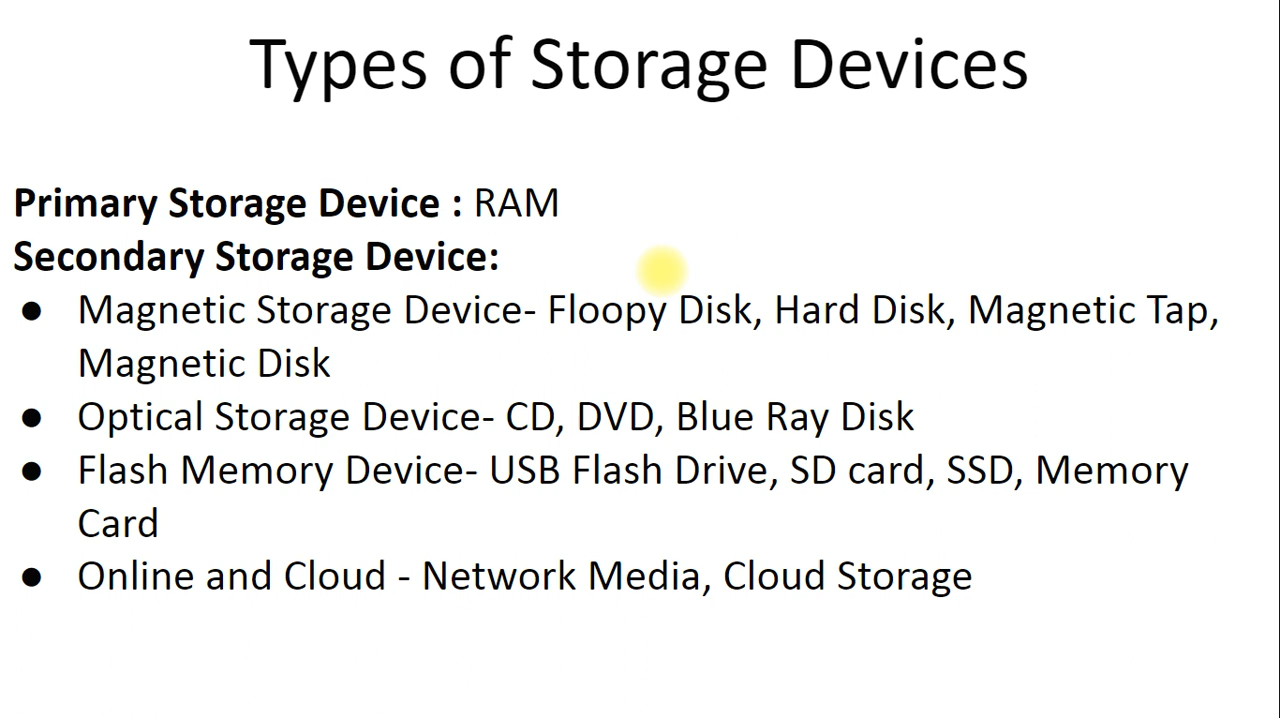 Types of Storage Devices
Primary Storage Device : RAM
Secondary Storage Device:
● Magnetic Storage Device- Floopy Disk, Hard Disk, Magnetic Tap,
Magnetic Disk
● Optical Storage Device- CD, DVD, Blue Ray Disk
● Flash Memory Device- USB Flash Drive, SD card, SSD, Memory
Card
● Online and Cloud - Network Media, Cloud Storage